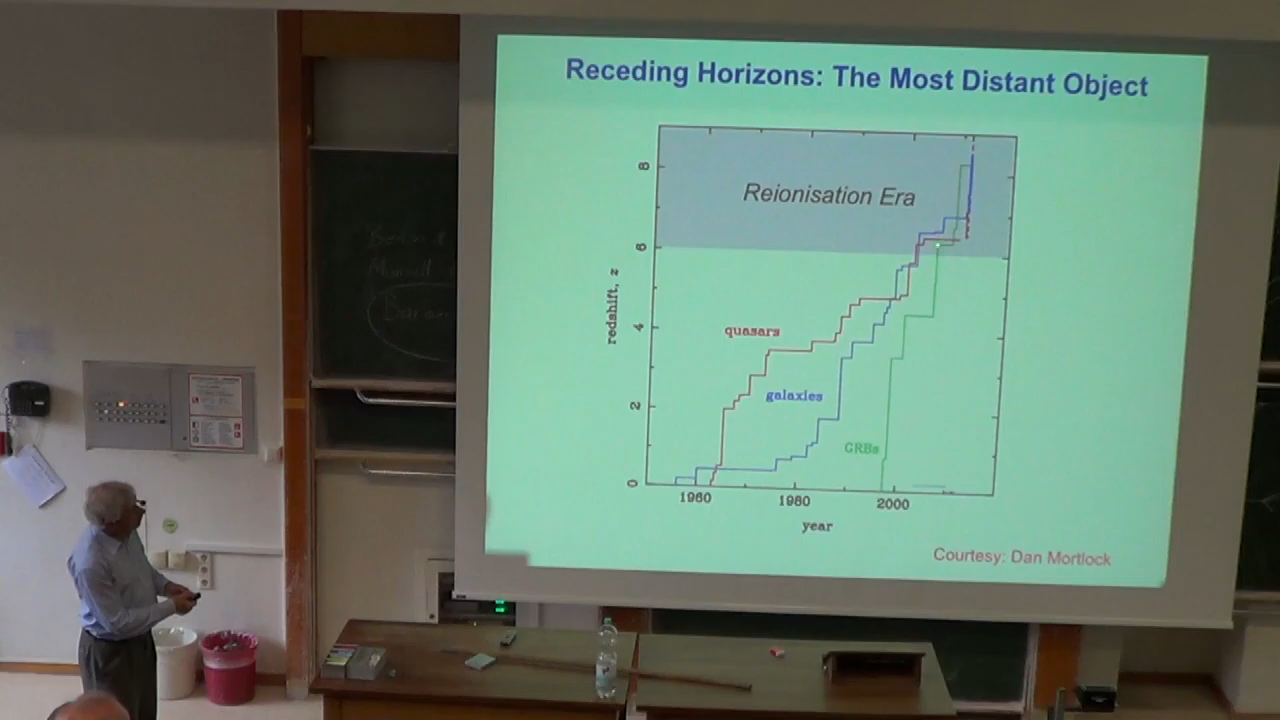 Receding Horizons: The Most Distant Object
Reionisation Era
8
6
4
2
0
redshift, z
quasars
galaxies
GRBs
1960
1980
2000
year
Courtesy: Dan Mortlock